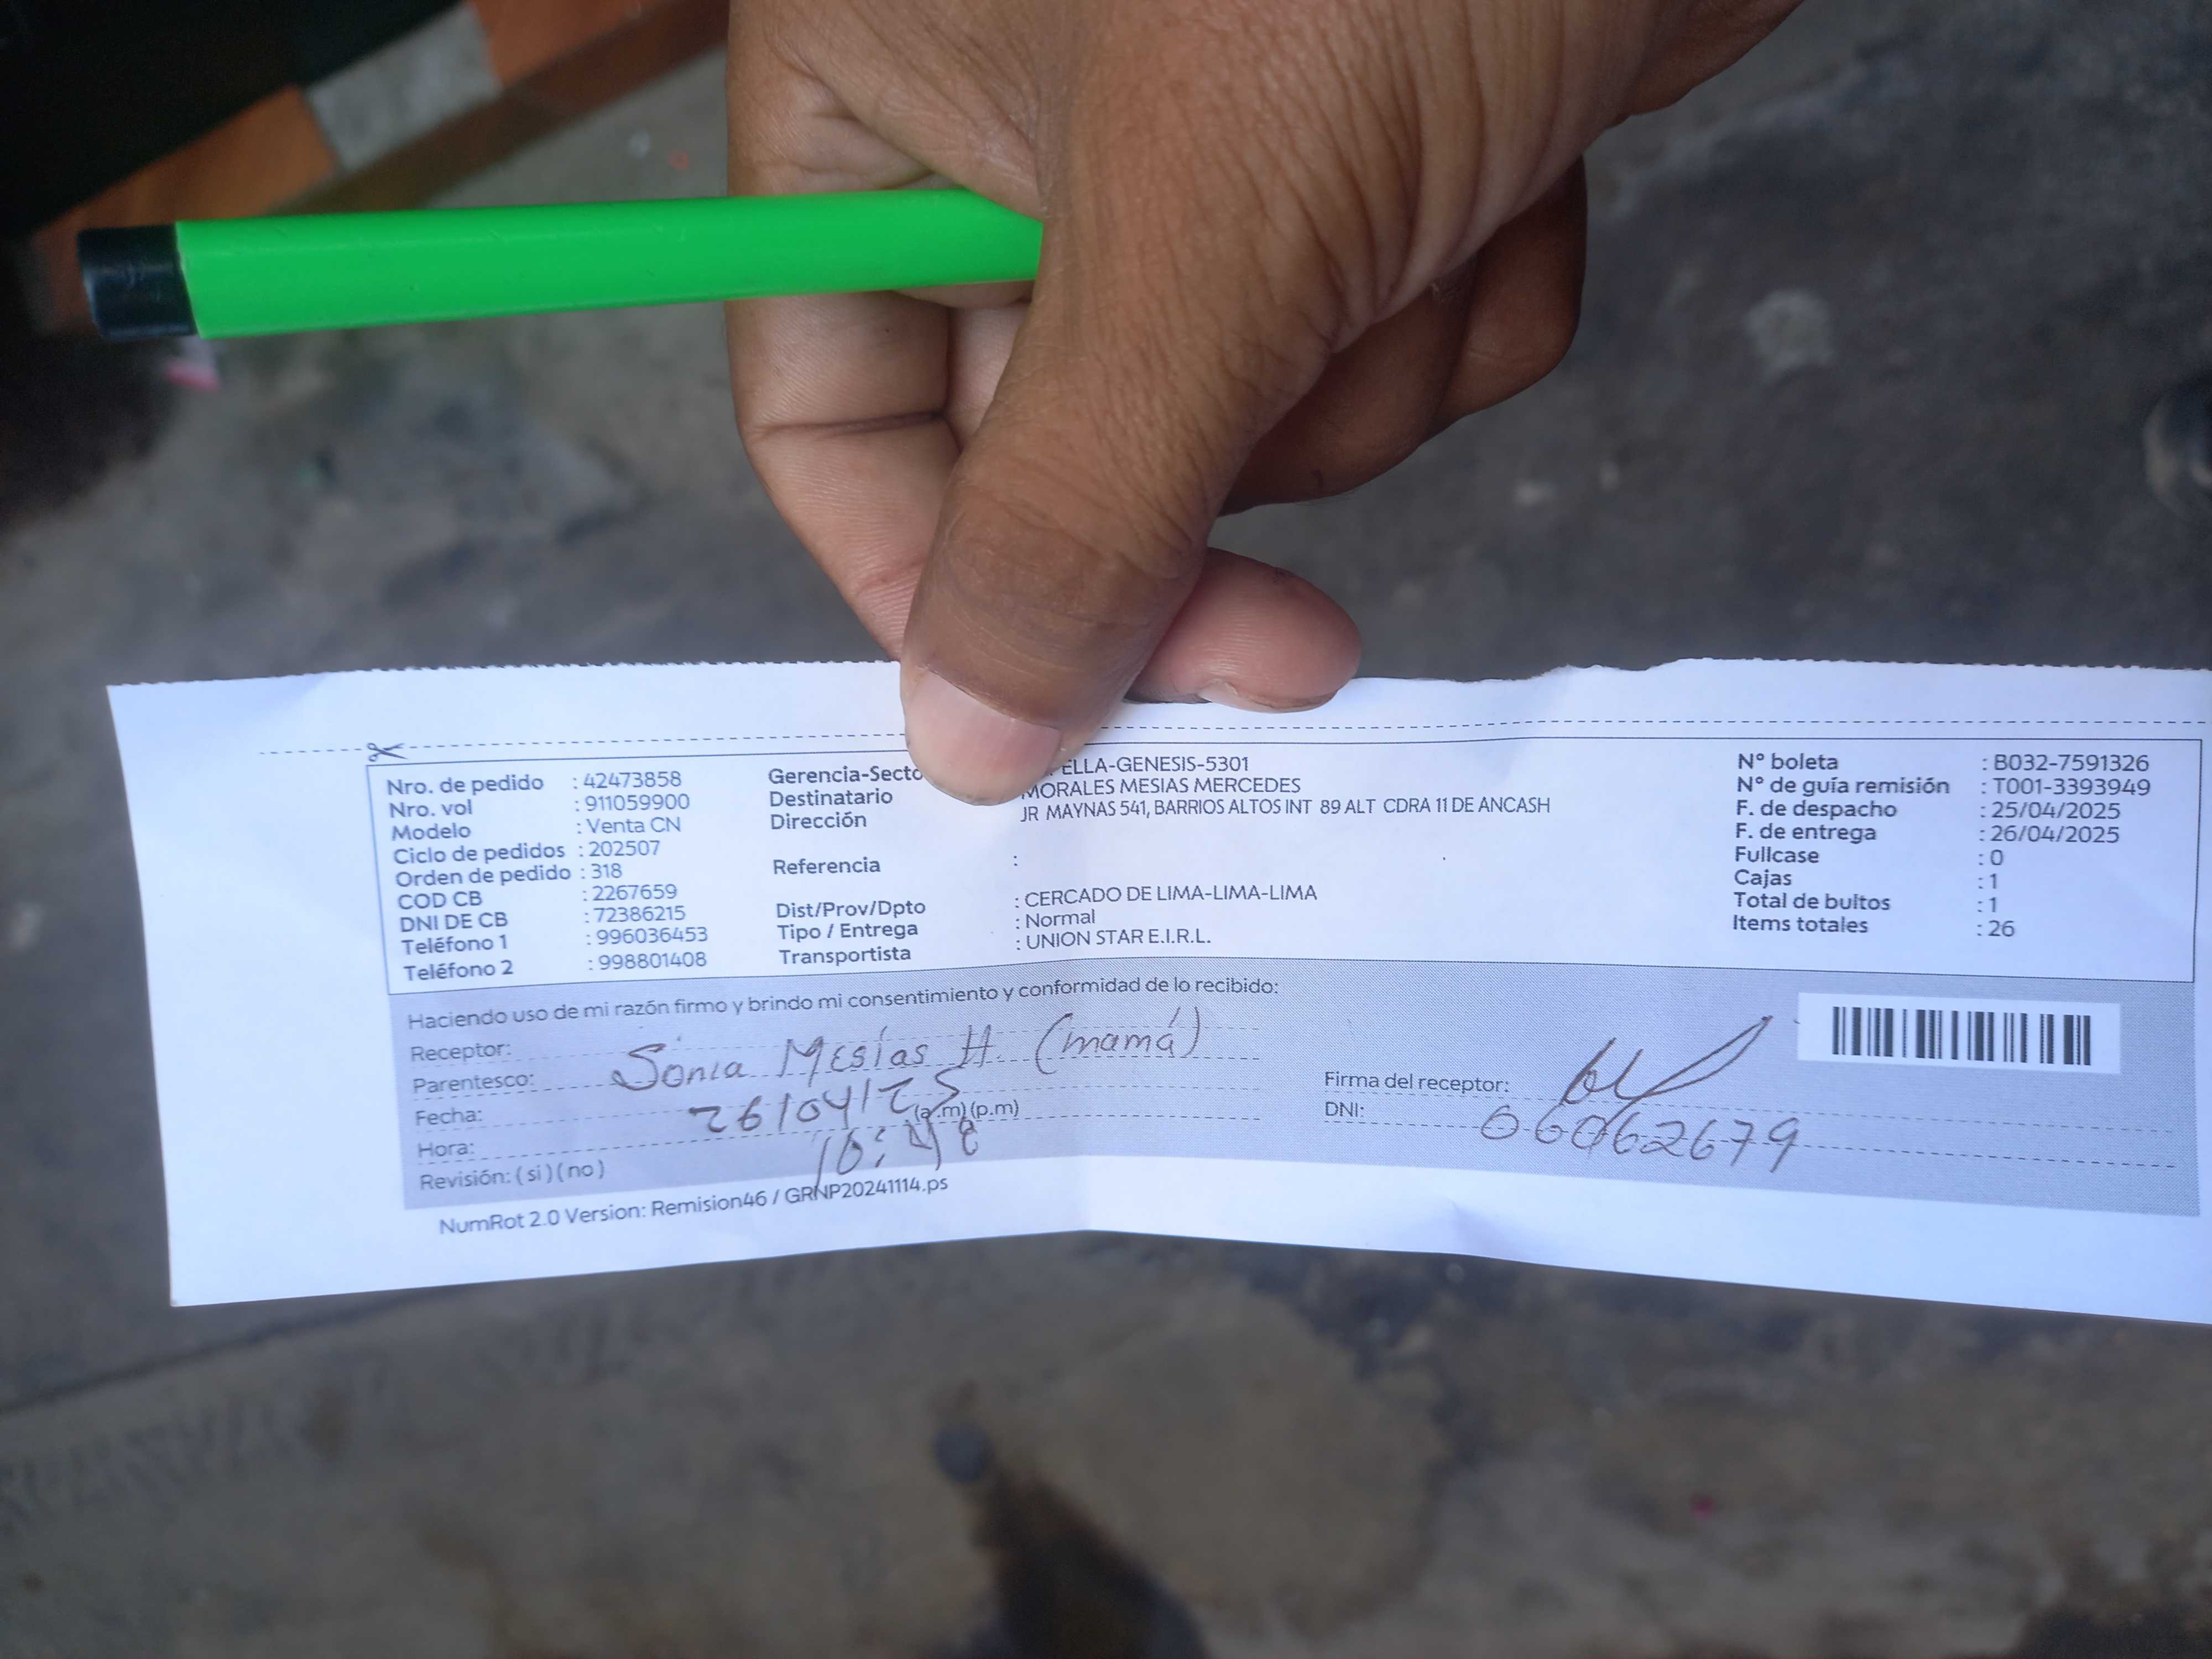 Nro. de pedido : 42473858
Nro. vol : 911059900
Modelo : Venta CN
Ciclo de pedidos : 202507
Orden de pedido : 318
COD CB : 2267659
DNI DE CB : 72386215
Teléfono 1 : 996036453
Teléfono 2 : 998801408
Gerencia-Secto ELLA-GENESIS-5301
Destinatario MORALES MESIAS MERCEDES
Dirección JR MAYNAS 541, BARRIOS ALTOS INT 89 ALT CDRA 11 DE ANCASH
Referencia :
Dist/Prov/Dpto : CERCADO DE LIMA-LIMA-LIMA
Tipo / Entrega : Normal
Transportista : UNION STAR E.I.R.L.
Nº boleta : B032-7591326
Nº de guía remisión : T001-3393949
F. de despacho : 25/04/2025
F. de entrega : 26/04/2025
Fullcase : 0
Cajas : 1
Total de bultos : 1
Items totales : 26
Haciendo uso de mi razón firmo y brindo mi consentimiento y conformidad de lo recibido:
Receptor:
Parentesco: Sonia Mesías H. (mamá)
Fecha: 26/04/25
Hora: (a.m)(p.m) 10:48
Revisión: ( si ) ( no )
Firma del receptor:
DNI: 06062679
NumRot 2.0 Version: Remision46 / GRNP20241114.ps